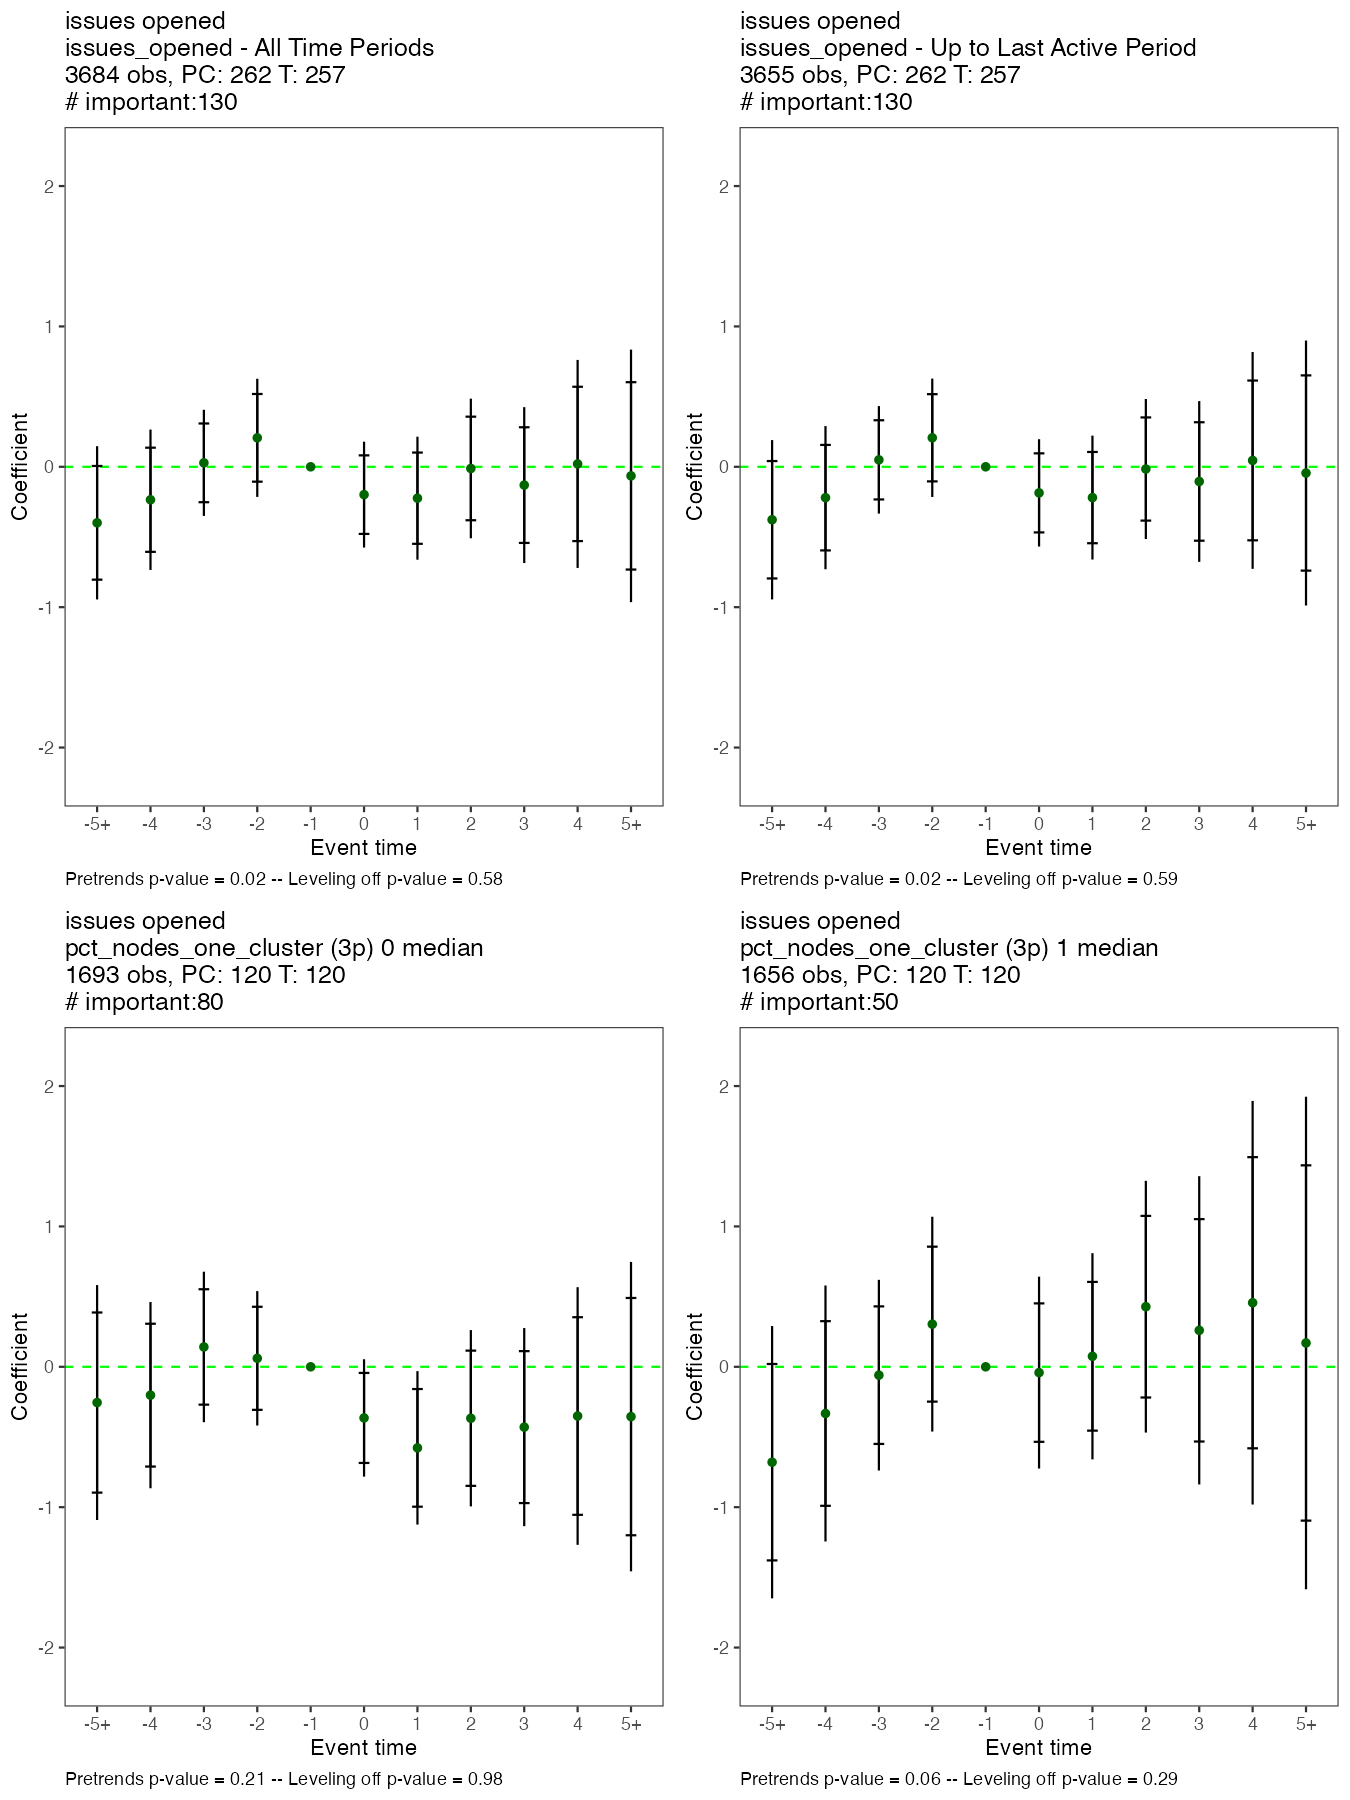 issues opened
issues_opened - All Time Periods
3684 obs, PC: 262 T: 257
# important:130
2
1
0
-1
-2
Coefficient
-5+ -4 -3 -2 -1 0 1 2 3 4 5+
Event time
Pretrends p-value = 0.02 -- Leveling off p-value = 0.58
issues opened
issues_opened - Up to Last Active Period
3655 obs, PC: 262 T: 257
# important:130
2
1
0
-1
-2
Coefficient
-5+ -4 -3 -2 -1 0 1 2 3 4 5+
Event time
Pretrends p-value = 0.02 -- Leveling off p-value = 0.59
issues opened
pct_nodes_one_cluster (3p) 0 median
1693 obs, PC: 120 T: 120
# important:80
2
1
0
-1
-2
Coefficient
-5+ -4 -3 -2 -1 0 1 2 3 4 5+
Event time
Pretrends p-value = 0.21 -- Leveling off p-value = 0.98
issues opened
pct_nodes_one_cluster (3p) 1 median
1656 obs, PC: 120 T: 120
# important:50
2
1
0
-1
-2
Coefficient
-5+ -4 -3 -2 -1 0 1 2 3 4 5+
Event time
Pretrends p-value = 0.06 -- Leveling off p-value = 0.29